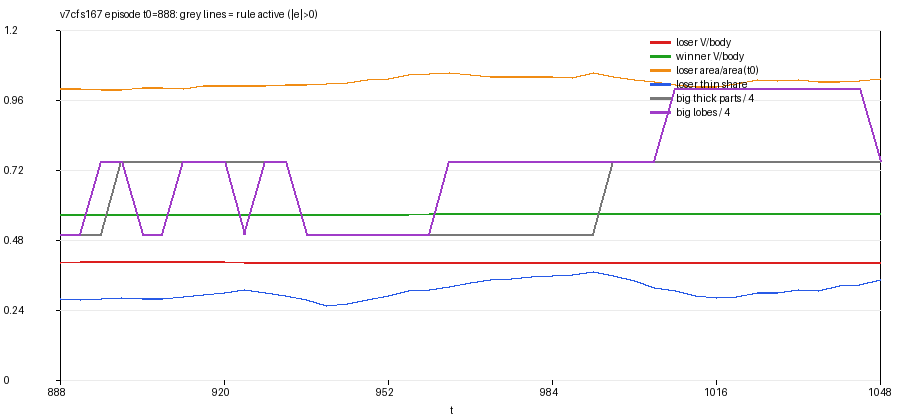 v7cfs167 episode t0=888: grey lines = rule active (|e|>0)
1.2
0.96
0.72
0.48
0.24
0
loser V/body
winner V/body
loser area/area(t0)
loser thin share
big thick parts / 4
big lobes / 4
888
920
952
984
1016
1048
t